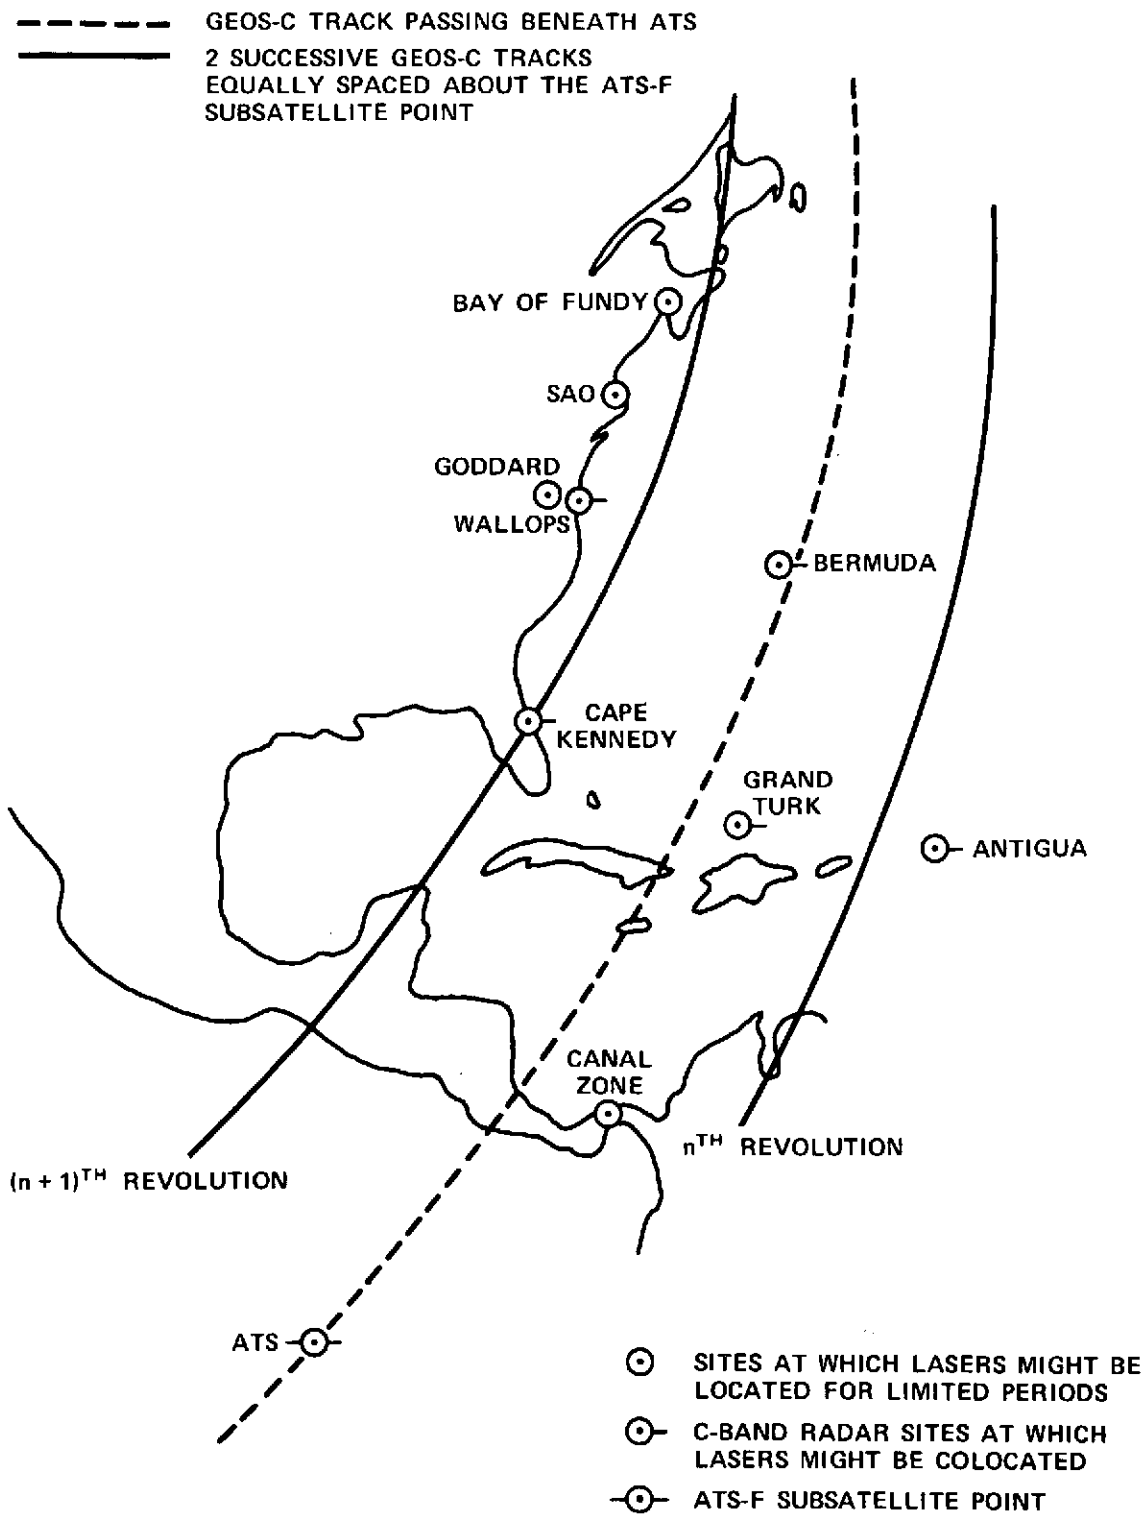 GEOS-C TRACK PASSING BENEATH ATS
2 SUCCESSIVE GEOS-C TRACKS
EQUALLY SPACED ABOUT THE ATS-F
SUBSATELLITE POINT
BAY OF FUNDY
SAO
GODDARD
WALLOPS
BERMUDA
CAPE
KENNEDY
GRAND
TURK
ANTIGUA
CANAL
ZONE
nTH REVOLUTION
(n + 1)TH REVOLUTION
ATS
SITES AT WHICH LASERS MIGHT BE
LOCATED FOR LIMITED PERIODS
C-BAND RADAR SITES AT WHICH
LASERS MIGHT BE COLOCATED
ATS-F SUBSATELLITE POINT